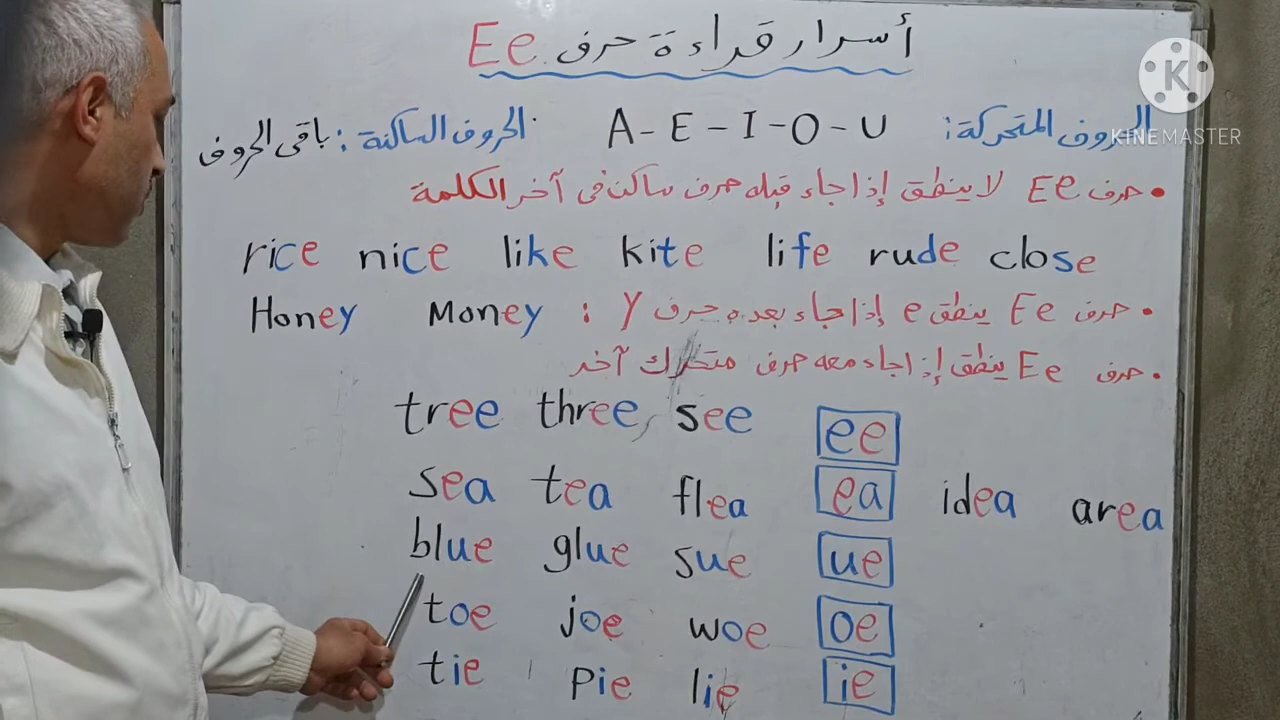 أسرار قراءة حرف Ee
الحروف المتحركة: A - E - I - O - U الحروف الساكنة: باقى الحروف
K
KINEMASTER
• حرف Ee لا ينطق إذا جاء قبله حرف ساكن فى آخر الكلمة
rice nice like kite life rude close
• حرف Ee ينطق e إذا جاء بعده حرف y : Money Honey
• حرف Ee ينطق إذا جاء معه حرف متحرك آخر
tree three, see ee
sea tea flea ea idea area
blue glue sue ue
toe joe woe oe
tie pie lie ie